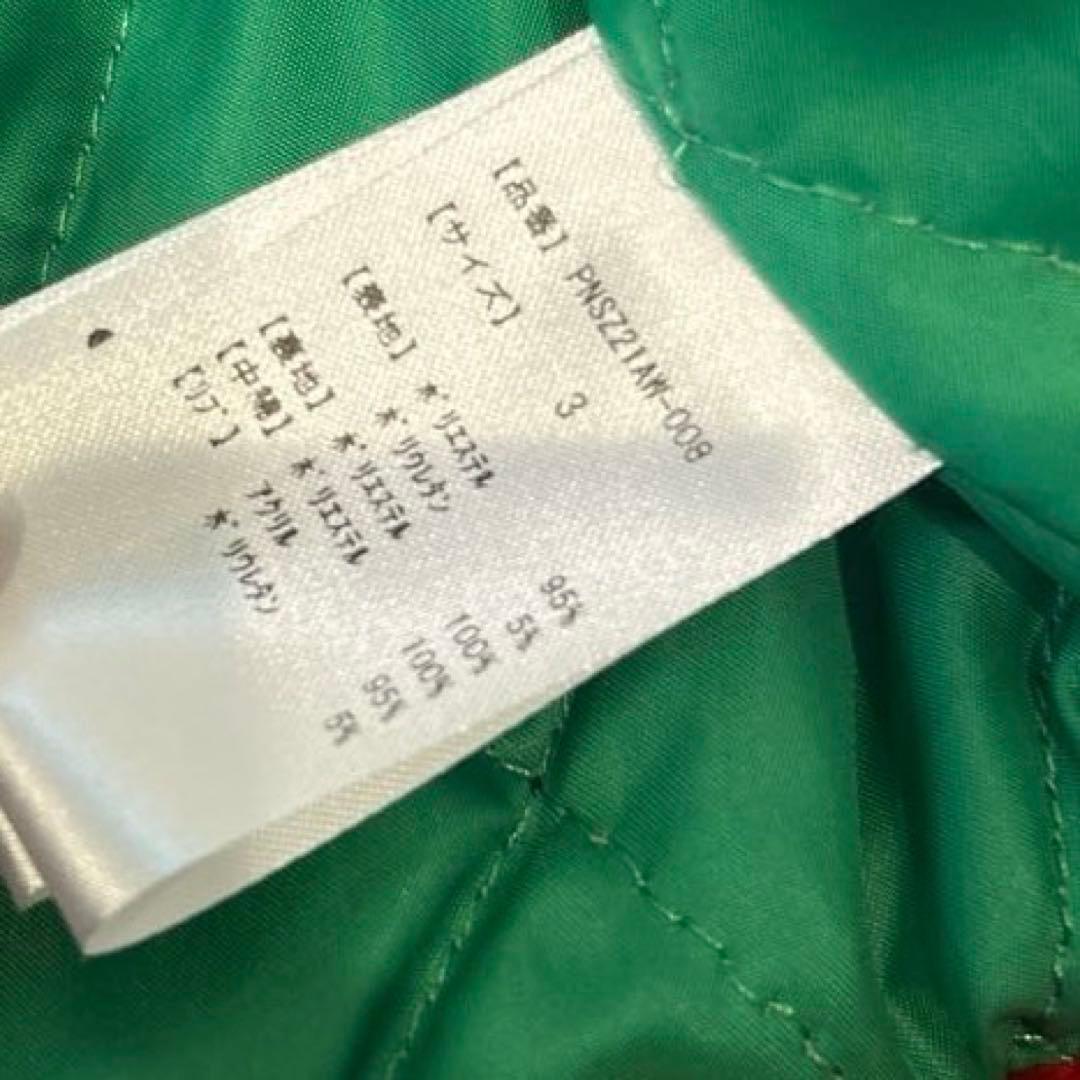 【品番】 PNSZ21AW-008
【サイズ】 3
【表地】 ポリエステル 95%
ポリウレタン 5%
【裏地】 ポリエステル 100%
【中綿】 ポリエステル 100%
【リブ】 アクリル 95%
ポリウレタン 5%